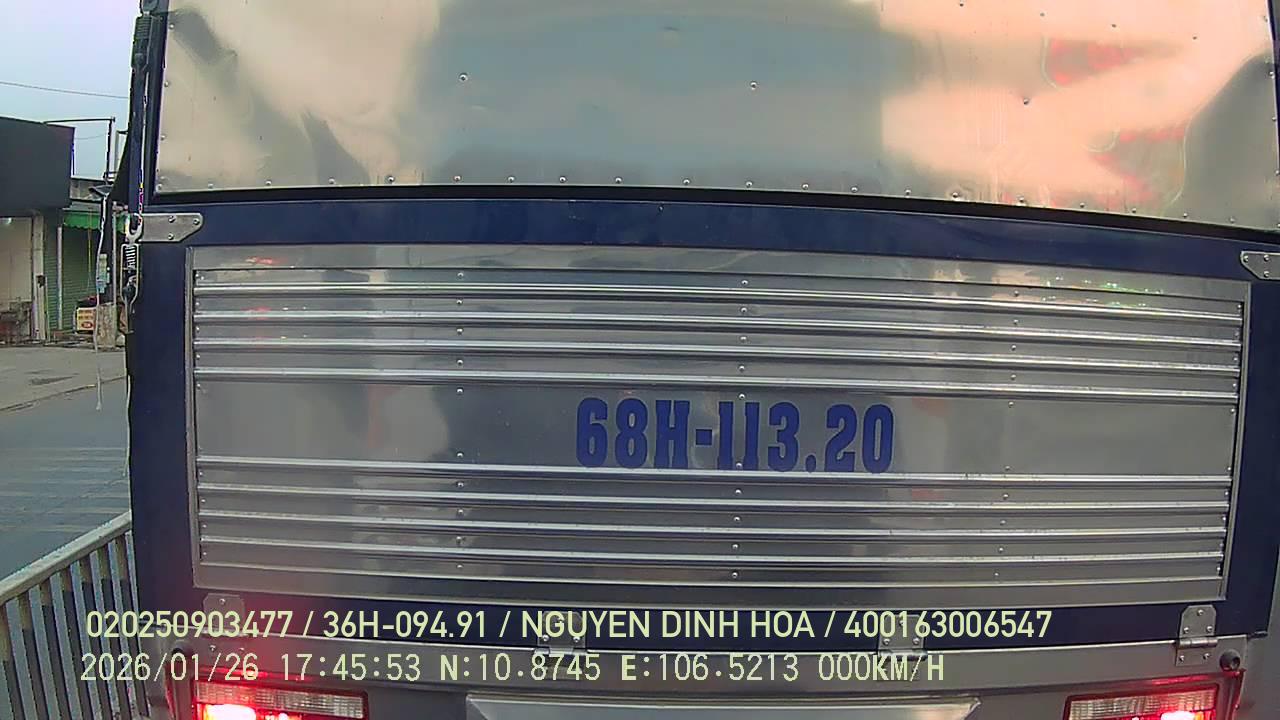 68H-113.20
020250903477 / 36H-094.91 / NGUYEN DINH HOA / 400163006547
2026/01/26 17:45:53 N:10.8745 E:106.5213 000KM/H